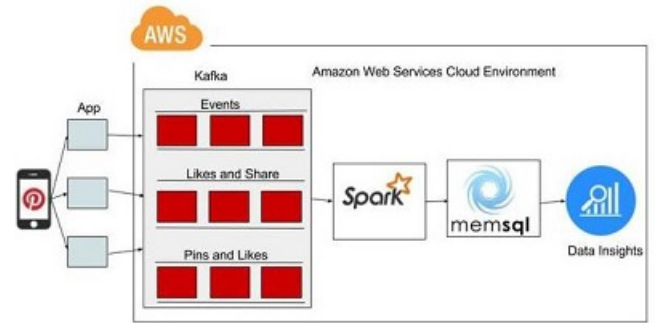 AWS
Amazon Web Services Cloud Environment
Kafka
App
Events
Likes and Share
Pins and Likes
Spark
memsql
Data Insights